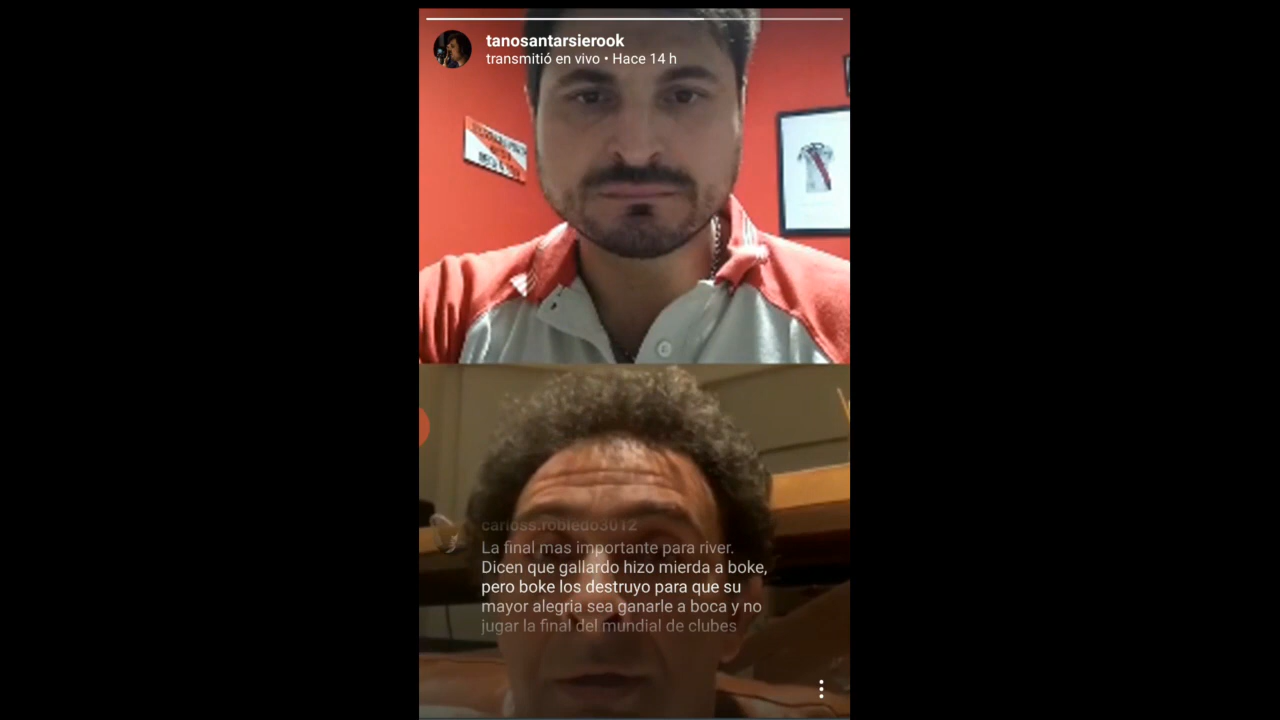 tanosantarsierook
transmitió en vivo • Hace 14 h
carloss.robledo3012
La final mas importante para river.
Dicen que gallardo hizo mierda a boke,
pero boke los destruyo para que su
mayor alegria sea ganarle a boca y no
jugar la final del mundial de clubes